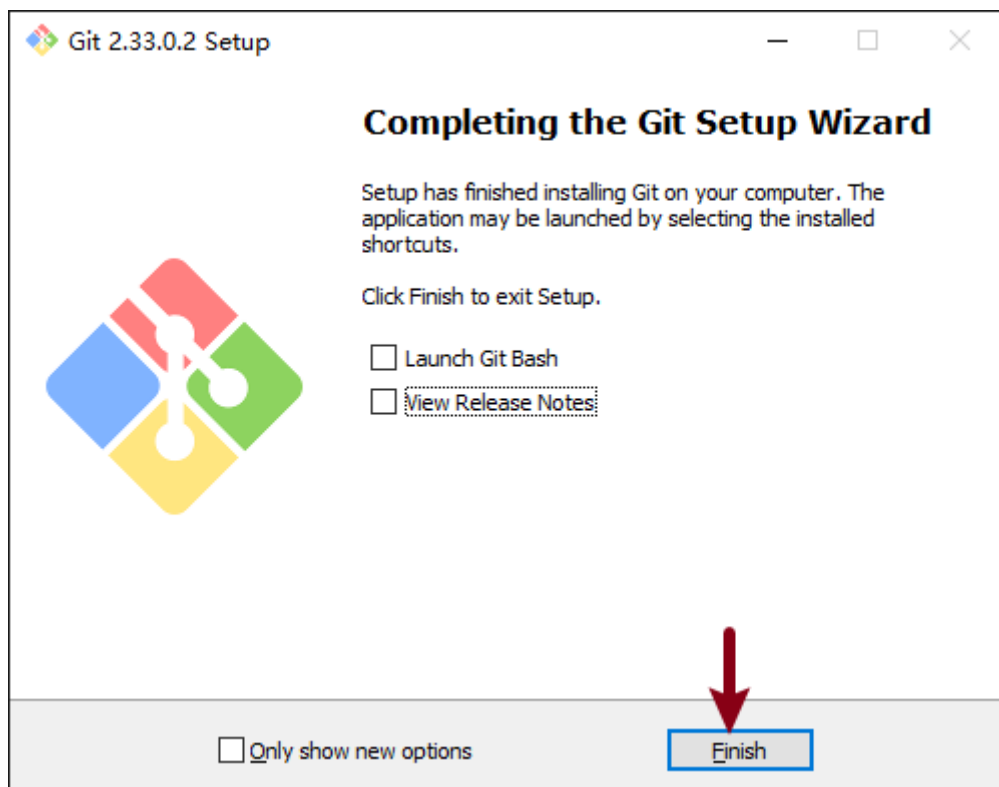 Git 2.33.0.2 Setup
Completing the Git Setup Wizard
Setup has finished installing Git on your computer. The
application may be launched by selecting the installed
shortcuts.
Click Finish to exit Setup.
Launch Git Bash
View Release Notes
Only show new options
Finish